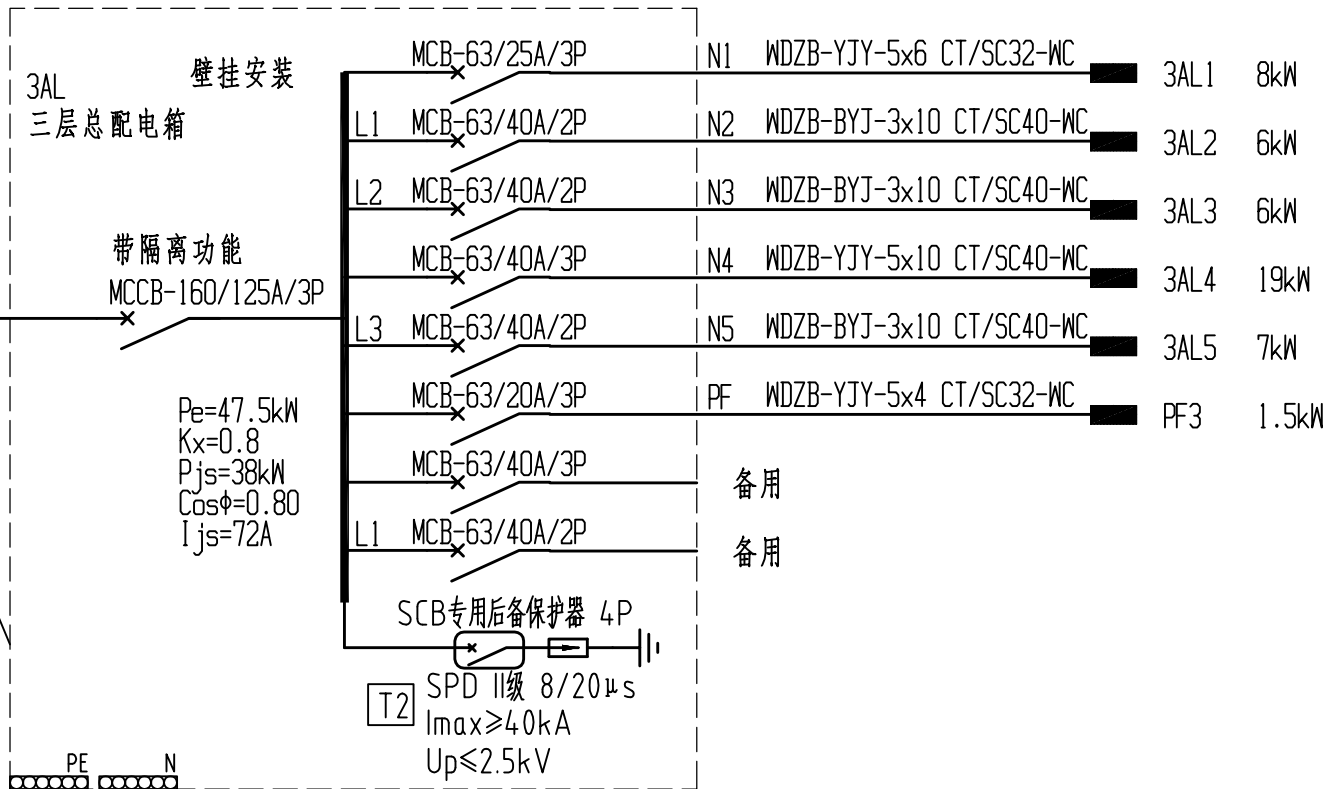 3AL
壁挂安装
三层总配电箱
带隔离功能
MCCB-160/125A/3P
Pe=47.5kW
Kx=0.8
Pjs=38kW
Cosϕ=0.80
Ijs=72A
MCB-63/25A/3P N1 WDZB-YJY-5x6 CT/SC32-WC 3AL1 8kW
L1 MCB-63/40A/2P N2 WDZB-BYJ-3x10 CT/SC40-WC 3AL2 6kW
L2 MCB-63/40A/2P N3 WDZB-BYJ-3x10 CT/SC40-WC 3AL3 6kW
MCB-63/40A/3P N4 WDZB-YJY-5x10 CT/SC40-WC 3AL4 19kW
L3 MCB-63/40A/2P N5 WDZB-BYJ-3x10 CT/SC40-WC 3AL5 7kW
MCB-63/20A/3P PF WDZB-YJY-5x4 CT/SC32-WC PF3 1.5kW
MCB-63/40A/3P 备用
L1 MCB-63/40A/2P 备用
SCB专用后备保护器 4P
T2
SPD II级 8/20μs
Imax≥40kA
Up≤2.5kV
PE N